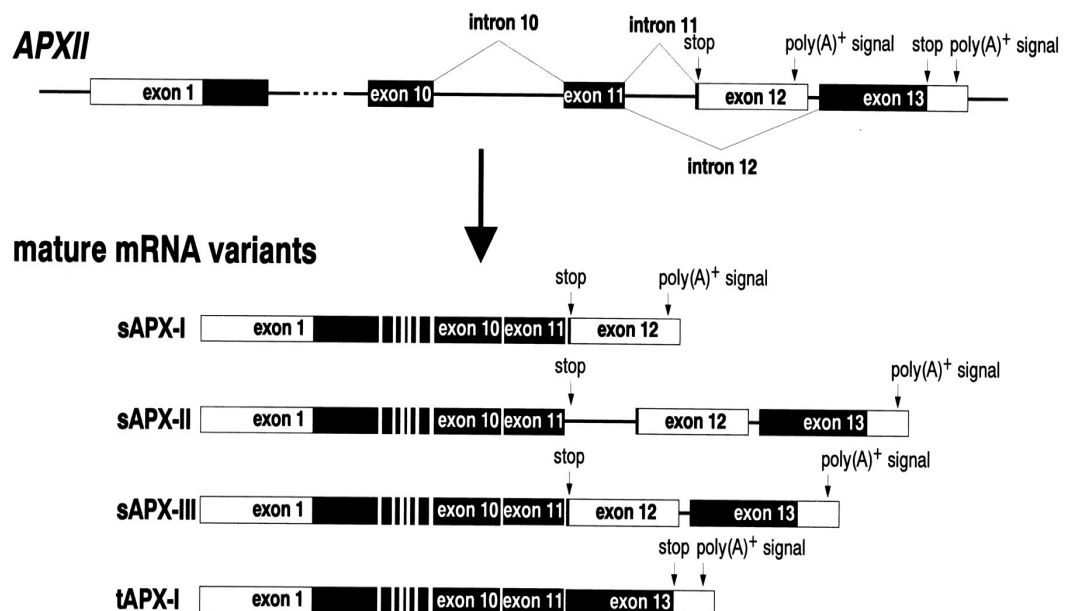 APXII
intron 10
intron 11
stop
poly(A)+ signal
stop
poly(A)+ signal
exon 1
exon 10
exon 11
exon 12
exon 13
intron 12
mature mRNA variants
stop
poly(A)+ signal
sAPX-I
exon 1
exon 10
exon 11
exon 12
stop
poly(A)+ signal
sAPX-II
exon 1
exon 10
exon 11
exon 12
exon 13
stop
poly(A)+ signal
sAPX-III
exon 1
exon 10
exon 11
exon 12
exon 13
stop
poly(A)+ signal
tAPX-I
exon 1
exon 10
exon 11
exon 13